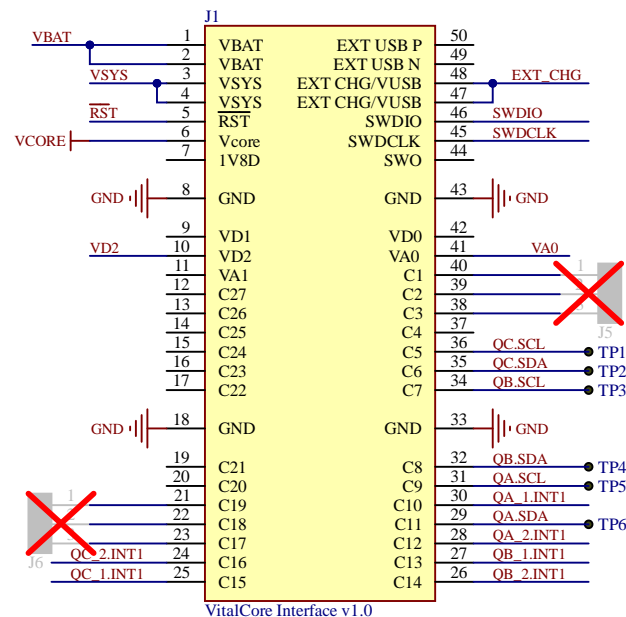 J1
VBAT 1 VBAT EXT USB P 50
2 VBAT EXT USB N 49
VSYS 3 VSYS EXT CHG/VUSB 48 EXT_CHG
4 VSYS EXT CHG/VUSB 47
RST 5 RST SWDIO 46 SWDIO
VCORE 6 Vcore SWDCLK 45 SWDCLK
7 1V8D SWO 44
GND 8 GND GND 43 GND
9 VD1 VD0 42
VD2 10 VD2 VA0 41 VA0
11 VA1 C1 40 1
12 C27 C2 39
13 C26 C3 38
14 C25 C4 37 J5
15 C24 C5 36 QC.SCL TP1
16 C23 C6 35 QC.SDA TP2
17 C22 C7 34 QB.SCL TP3
GND 18 GND GND 33 GND
19 C21 C8 32 QB.SDA TP4
20 C20 C9 31 QA.SCL TP5
1 21 C19 C10 30 QA_1.INT1
22 C18 C11 29 QA.SDA TP6
23 C17 C12 28 QA_2.INT1
J6 QC_2.INT1 24 C16 C13 27 QB_1.INT1
QC_1.INT1 25 C15 C14 26 QB_2.INT1
VitalCore Interface v1.0